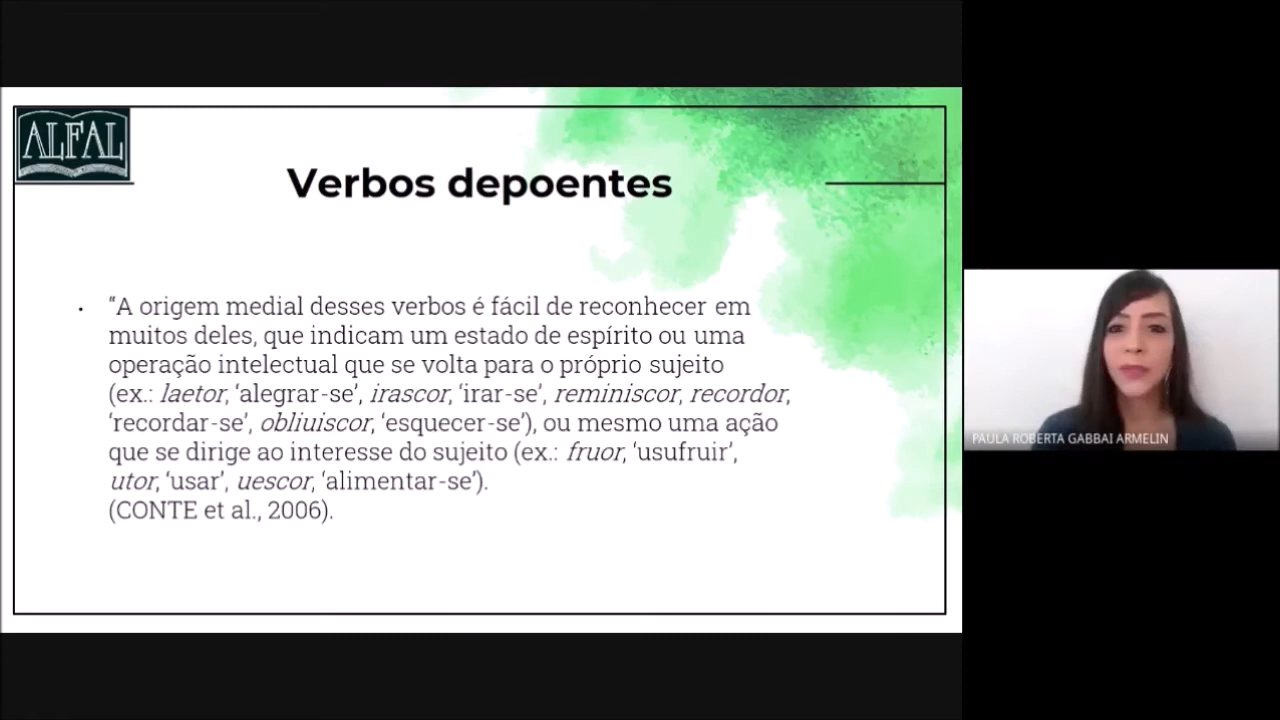 ALFAL
Verbos depoentes
• “A origem medial desses verbos é fácil de reconhecer em
muitos deles, que indicam um estado de espírito ou uma
operação intelectual que se volta para o próprio sujeito
(ex.: laetor, ‘alegrar-se’, irascor, ‘irar-se’, reminiscor, recordor,
‘recordar-se’, obliuiscor, ‘esquecer-se’), ou mesmo uma ação
que se dirige ao interesse do sujeito (ex.: fruor, ‘usufruir’,
utor, ‘usar’, uescor, ‘alimentar-se’).
(CONTE et al., 2006).
PAULA ROBERTA GABBAI ARMELIN